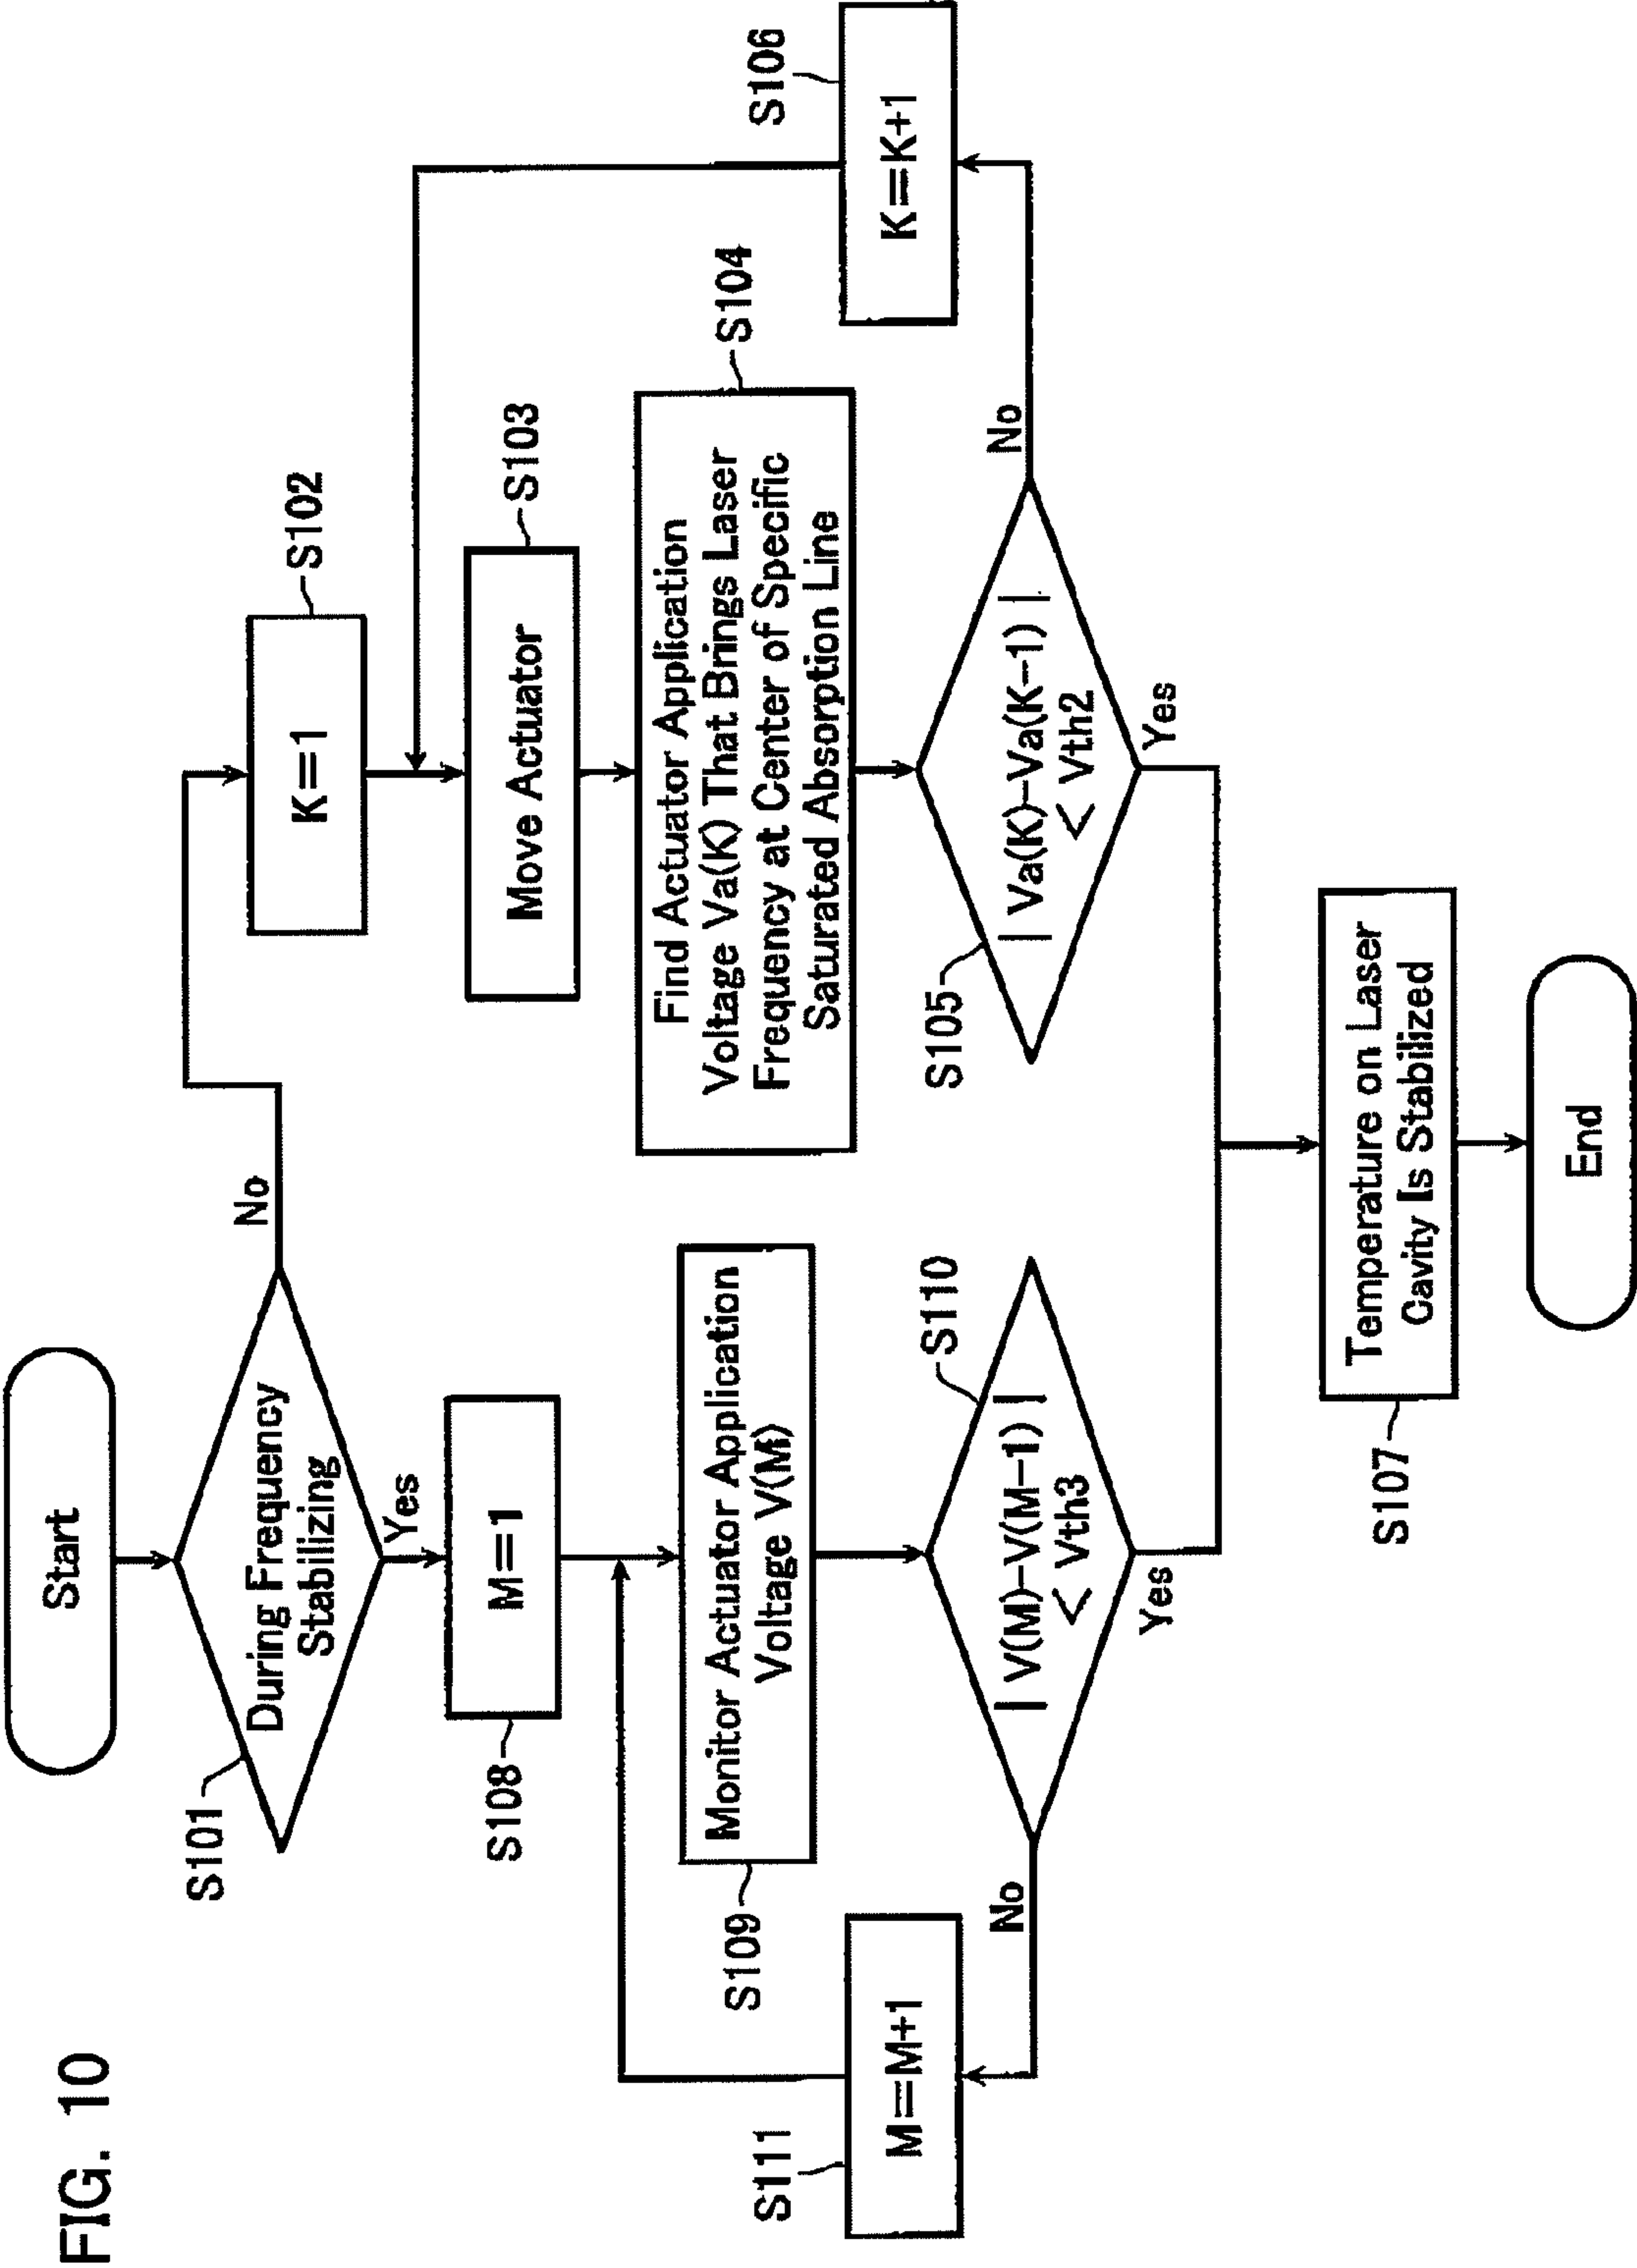 FIG. 10
Start
S101
During Frequency
Stabilizing
No
Yes
S102
K=1
S103
Move Actuator
S104
Find Actuator Application
Voltage Va(K) That Brings Laser
Frequency at Center of Specific
Saturated Absorption Line
S105
| Va(K)-Va(K-1) |
< Vth2
No
Yes
S106
K=K+1
S108
M=1
S109
Monitor Actuator Application
Voltage V(M)
S110
| V(M)-V(M-1) |
< Vth3
No
Yes
S111
M=M+1
S107
Temperature on Laser
Cavity Is Stabilized
End